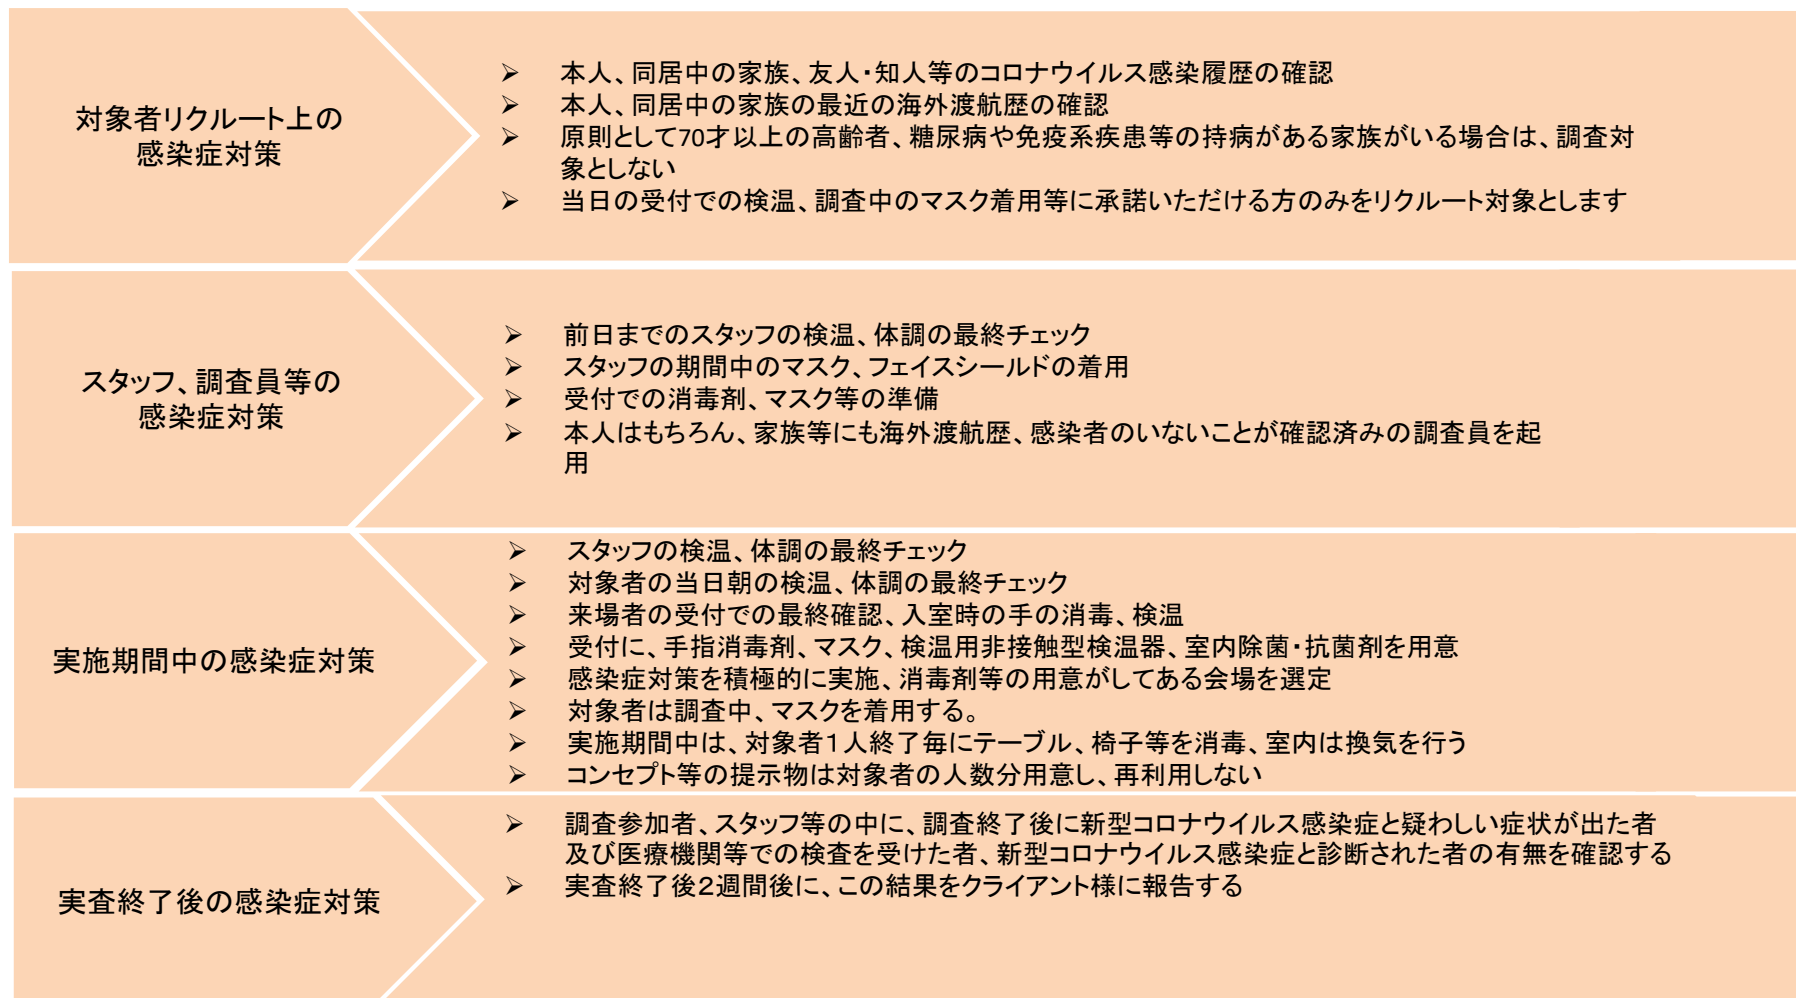 対象者リクルート上の
感染症対策
➢ 本人、同居中の家族、友人・知人等のコロナウイルス感染履歴の確認
➢ 本人、同居中の家族の最近の海外渡航歴の確認
➢ 原則として70才以上の高齢者、糖尿病や免疫系疾患等の持病がある家族がいる場合は、調査対
象としない
➢ 当日の受付での検温、調査中のマスク着用等に承諾いただける方のみをリクルート対象とします
スタッフ、調査員等の
感染症対策
➢ 前日までのスタッフの検温、体調の最終チェック
➢ スタッフの期間中のマスク、フェイスシールドの着用
➢ 受付での消毒剤、マスク等の準備
➢ 本人はもちろん、家族等にも海外渡航歴、感染者のいないことが確認済みの調査員を起
用
実施期間中の感染症対策
➢ スタッフの検温、体調の最終チェック
➢ 対象者の当日朝の検温、体調の最終チェック
➢ 来場者の受付での最終確認、入室時の手の消毒、検温
➢ 受付に、手指消毒剤、マスク、検温用非接触型検温器、室内除菌・抗菌剤を用意
➢ 感染症対策を積極的に実施、消毒剤等の用意がしてある会場を選定
➢ 対象者は調査中、マスクを着用する。
➢ 実施期間中は、対象者1人終了毎にテーブル、椅子等を消毒、室内は換気を行う
➢ コンセプト等の提示物は対象者の人数分用意し、再利用しない
実査終了後の感染症対策
➢ 調査参加者、スタッフ等の中に、調査終了後に新型コロナウイルス感染症と疑わしい症状が出た者
及び医療機関等での検査を受けた者、新型コロナウイルス感染症と診断された者の有無を確認する
➢ 実査終了後2週間後に、この結果をクライアント様に報告する